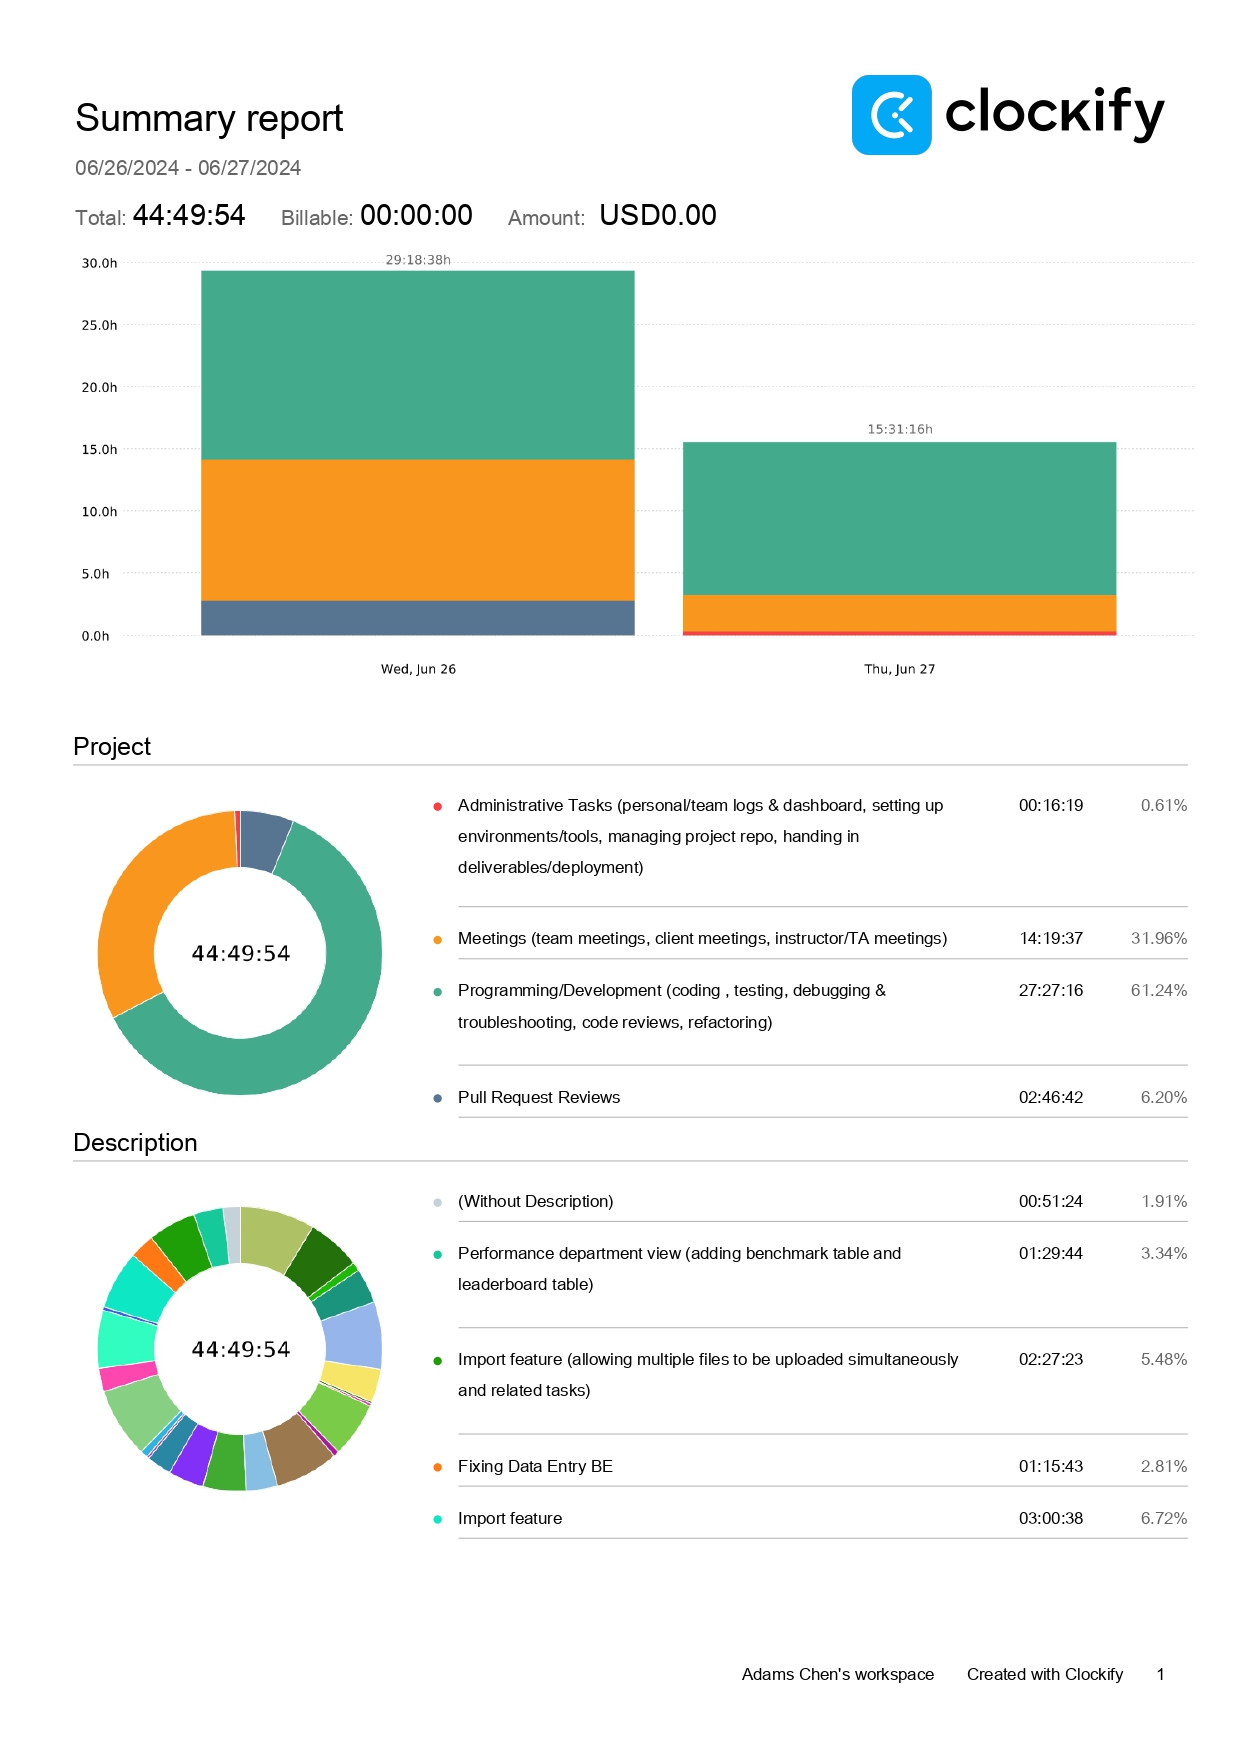 Summary report
clockify
06/26/2024 - 06/27/2024
Total: 44:49:54 Billable: 00:00:00 Amount: USD0.00
29:18:38h
30.0h
25.0h
20.0h
15:31:16h
15.0h
10.0h
5.0h
0.0h
Wed, Jun 26 Thu, Jun 27
Project
Administrative Tasks (personal/team logs & dashboard, setting up 00:16:19 0.61%
environments/tools, managing project repo, handing in
deliverables/deployment)
Meetings (team meetings, client meetings, instructor/TA meetings) 14:19:37 31.96%
44:49:54
Programming/Development (coding , testing, debugging & 27:27:16 61.24%
troubleshooting, code reviews, refactoring)
Pull Request Reviews 02:46:42 6.20%
Description
(Without Description) 00:51:24 1.91%
Performance department view (adding benchmark table and 01:29:44 3.34%
leaderboard table)
44:49:54
Import feature (allowing multiple files to be uploaded simultaneously 02:27:23 5.48%
and related tasks)
Fixing Data Entry BE 01:15:43 2.81%
Import feature 03:00:38 6.72%
Adams Chen's workspace Created with Clockify 1